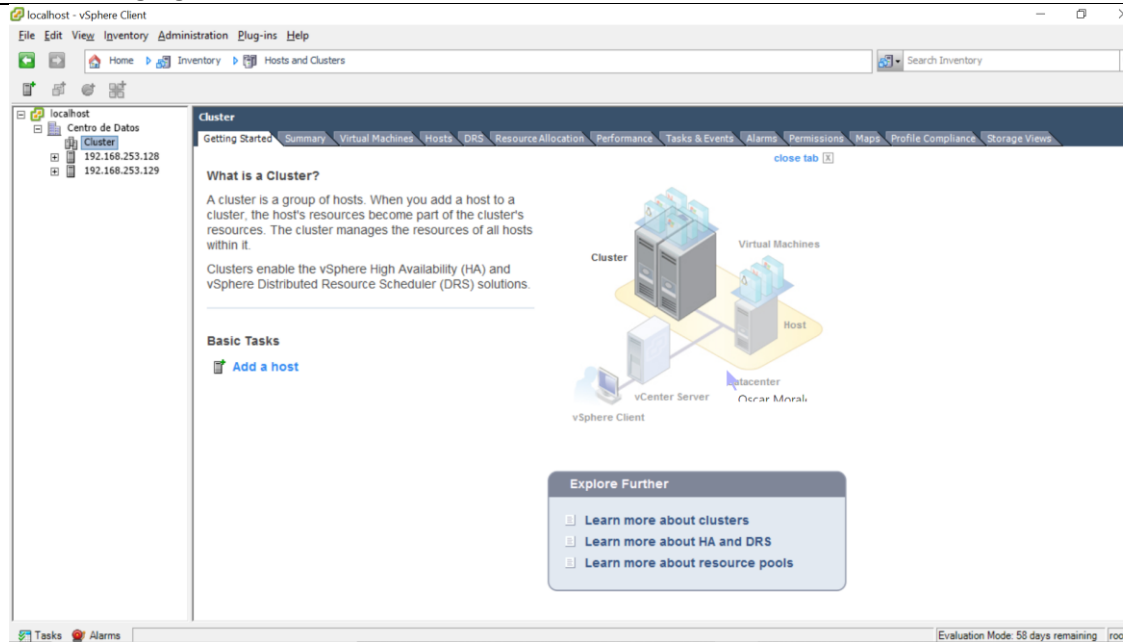 localhost - vSphere Client
File Edit View Inventory Administration Plug-ins Help
Home Inventory Hosts and Clusters
Search Inventory
localhost
Centro de Datos
Cluster
192.168.253.128
192.168.253.129
Cluster
Getting Started Summary Virtual Machines Hosts DRS Resource Allocation Performance Tasks & Events Alarms Permissions Maps Profile Compliance Storage Views
close tab
What is a Cluster?
A cluster is a group of hosts. When you add a host to a
cluster, the host's resources become part of the cluster's
resources. The cluster manages the resources of all hosts
within it.
Clusters enable the vSphere High Availability (HA) and
vSphere Distributed Resource Scheduler (DRS) solutions.
Basic Tasks
Add a host
Cluster
Virtual Machines
Host
vCenter Server
vSphere Client
Oscar
Explore Further
Learn more about clusters
Learn more about HA and DRS
Learn more about resource pools
Tasks Alarms
Evaluation Mode: 58 days remaining